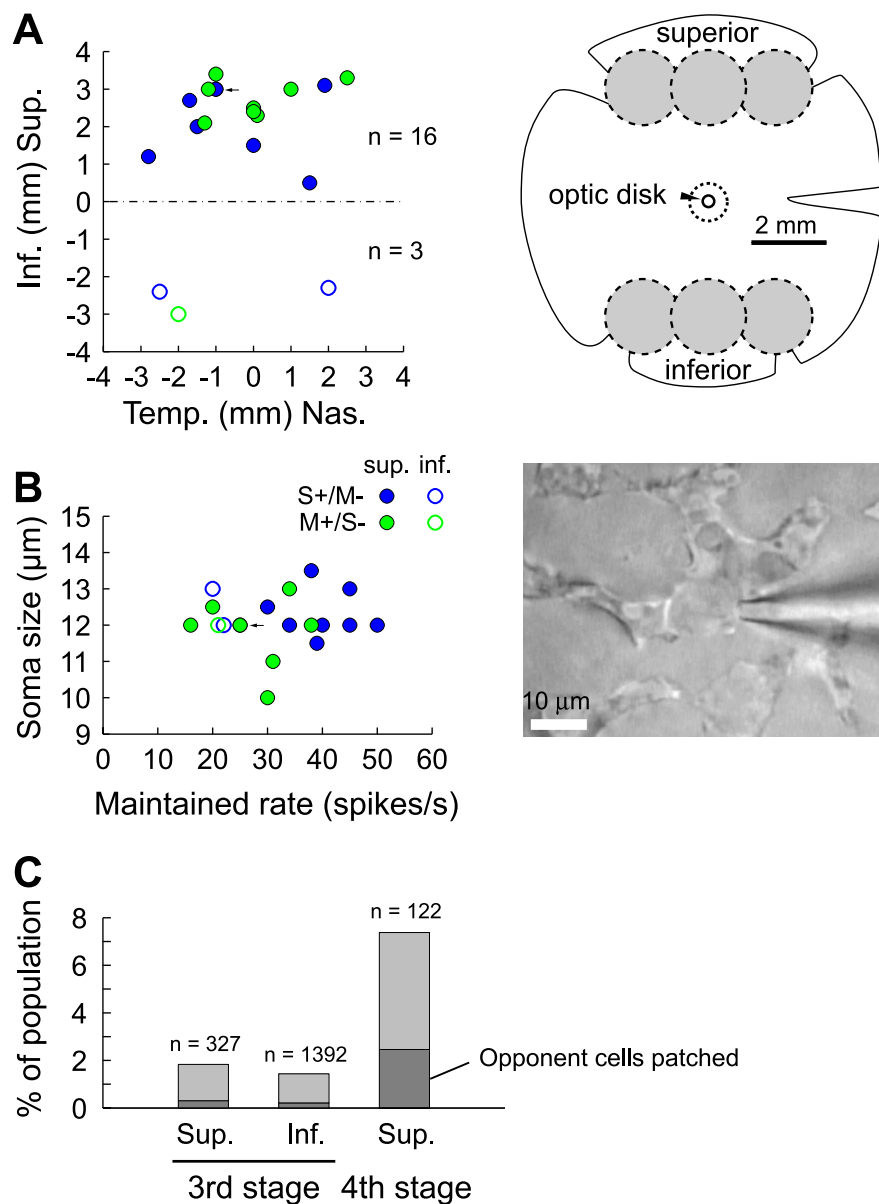 A
4
3
2
1
0
-1
-2
-3
-4
Inf. (mm) Sup.
n = 16
n = 3
-4 -3 -2 -1 0 1 2 3 4
Temp. (mm) Nas.
superior
optic disk
2 mm
inferior
B
sup. inf.
S+/M-
M+/S-
15
14
13
12
11
10
9
Soma size (µm)
0 10 20 30 40 50 60
Maintained rate (spikes/s)
10 µm
C
8
6
4
2
0
% of population
n = 327
n = 1392
n = 122
Opponent cells patched
Sup. Inf. Sup.
3rd stage 4th stage